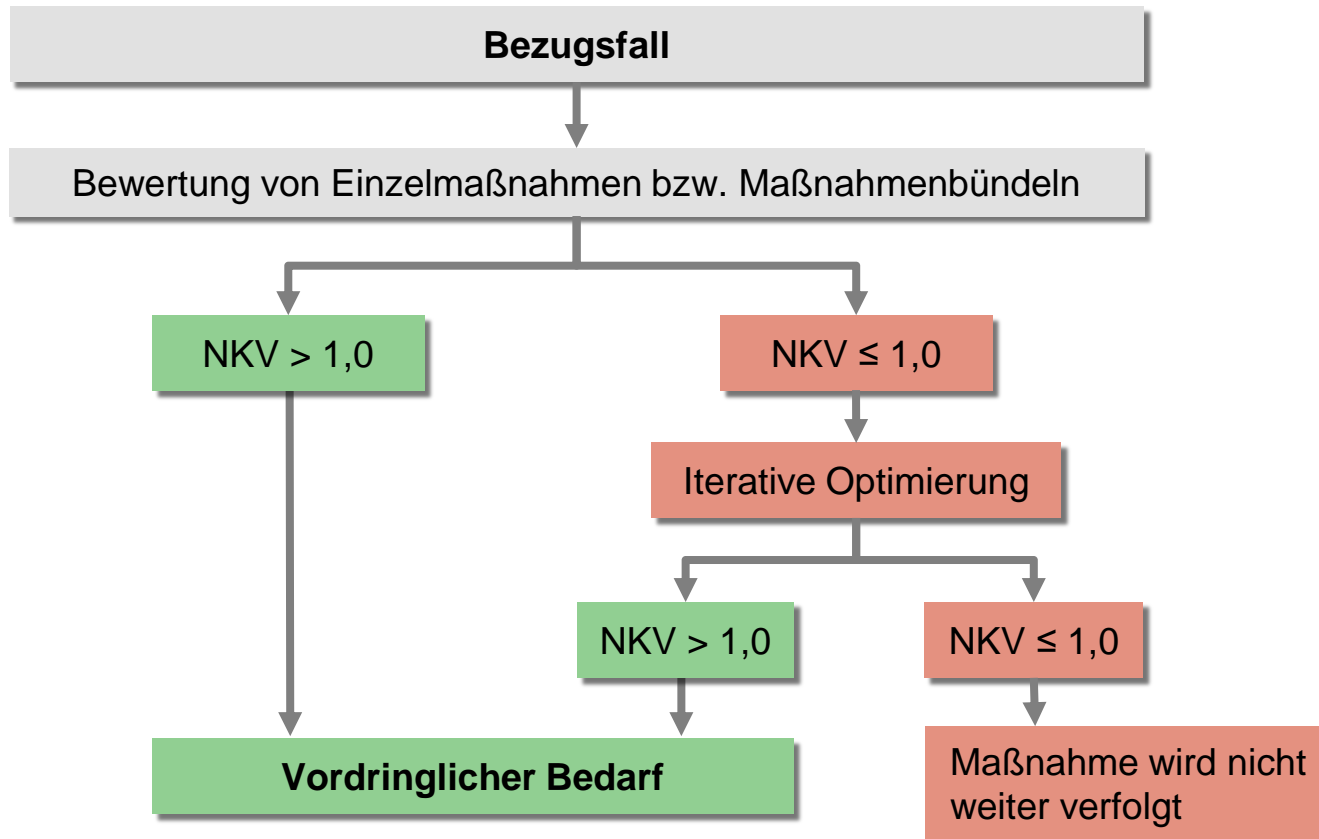 Bezugsfall
Bewertung von Einzelmaßnahmen bzw. Maßnahmenbündeln
NKV > 1,0
NKV ≤ 1,0
Iterative Optimierung
NKV > 1,0
NKV ≤ 1,0
Vordringlicher Bedarf
Maßnahme wird nicht
weiter verfolgt